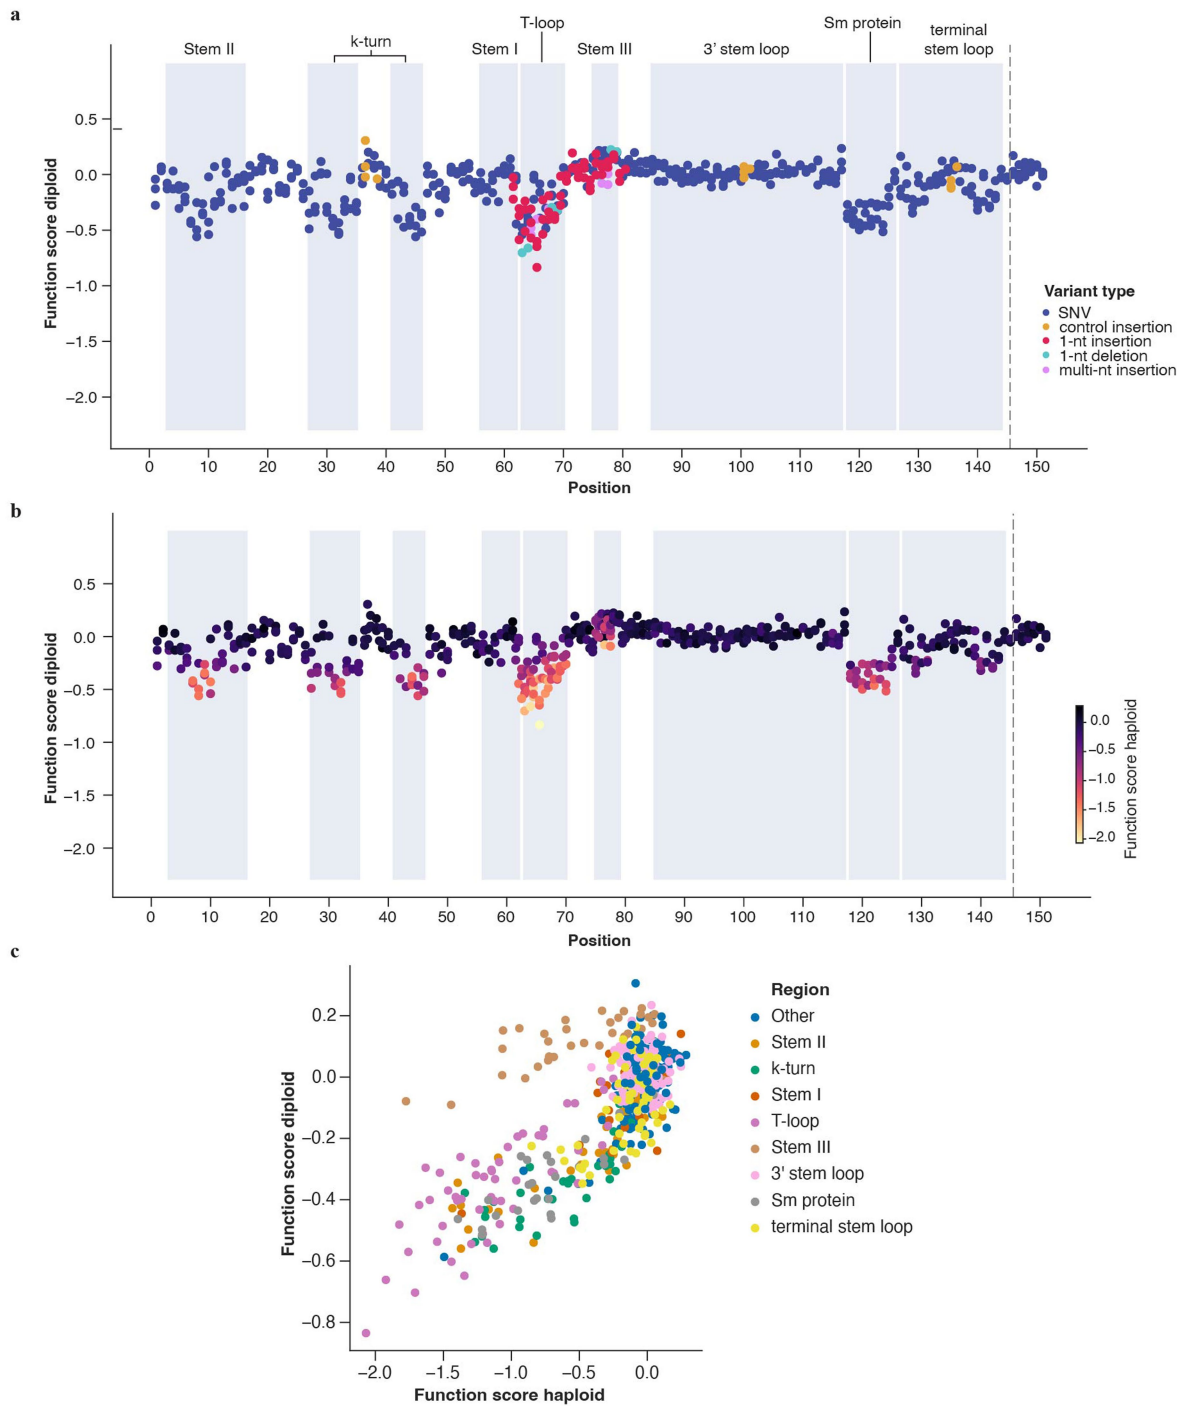 a
T-loop
Sm protein
terminal
stem loop
Stem II
k-turn
Stem I
Stem III
3' stem loop
0.5
0.0
−0.5
−1.0
−1.5
−2.0
Function score diploid
0 10 20 30 40 50 60 70 80 90 100 110 120 130 140 150
Position
Variant type
SNV
control insertion
1-nt insertion
1-nt deletion
multi-nt insertion
b
0.5
0.0
−0.5
−1.0
−1.5
−2.0
Function score diploid
0 10 20 30 40 50 60 70 80 90 100 110 120 130 140 150
Position
0.0
−0.5
−1.0
−1.5
−2.0
Function score haploid
c
0.2
0.0
−0.2
−0.4
−0.6
−0.8
Function score diploid
−2.0 −1.5 −1.0 −0.5 0.0
Function score haploid
Region
Other
Stem II
k-turn
Stem I
T-loop
Stem III
3' stem loop
Sm protein
terminal stem loop